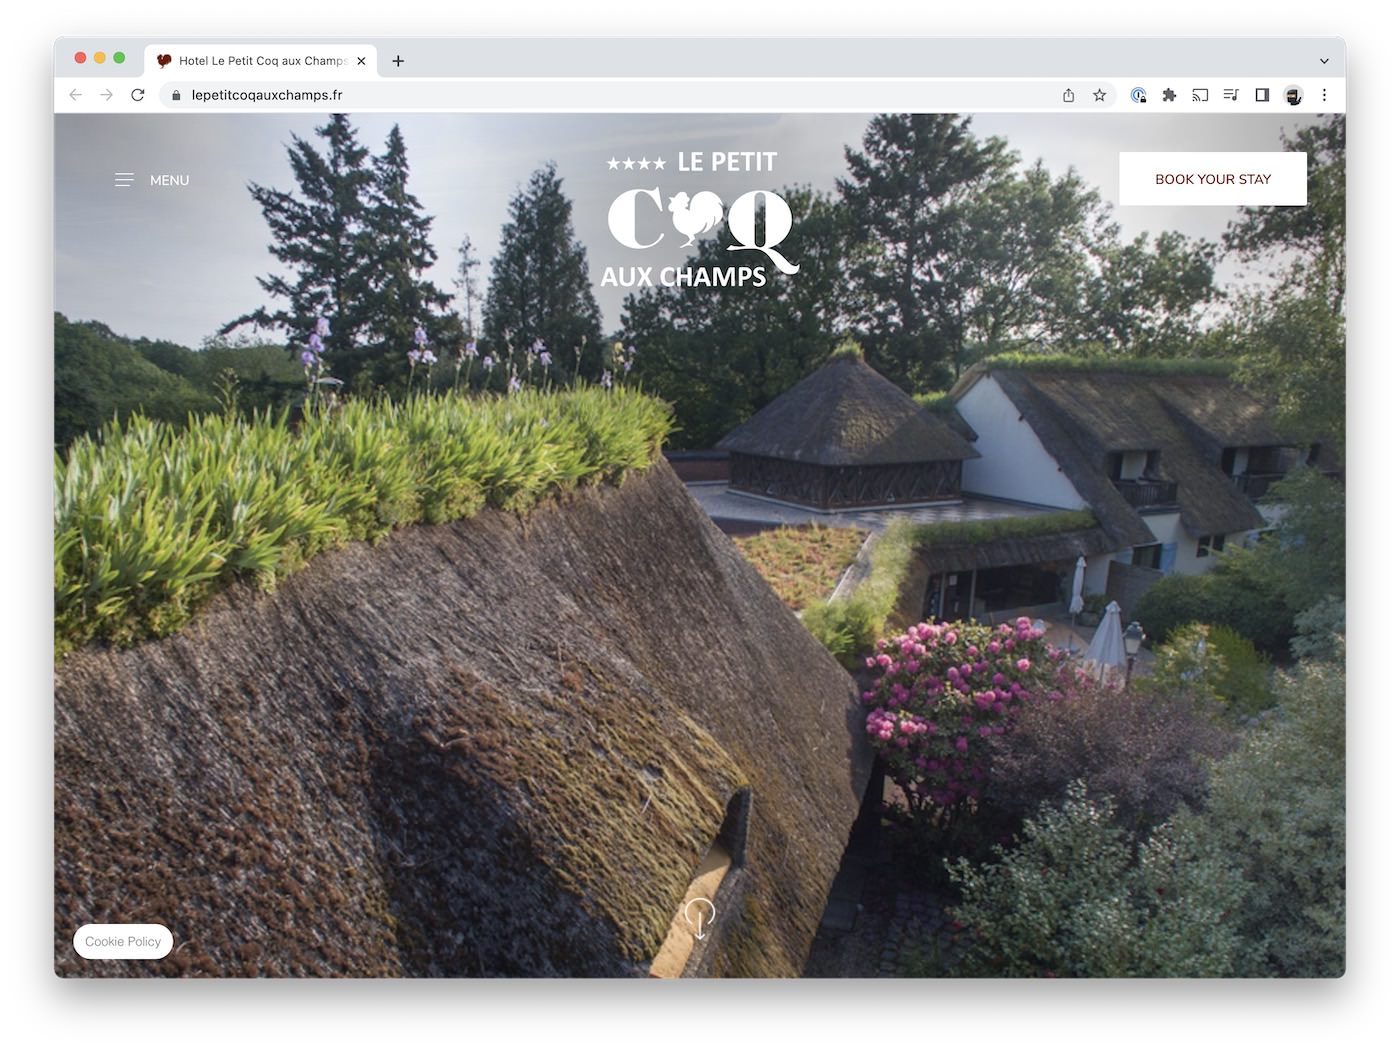 Hotel Le Petit Coq aux Champs
lepetitcoqauxchamps.fr
MENU
★★★★ LE PETIT
COQ
AUX CHAMPS
BOOK YOUR STAY
Cookie Policy